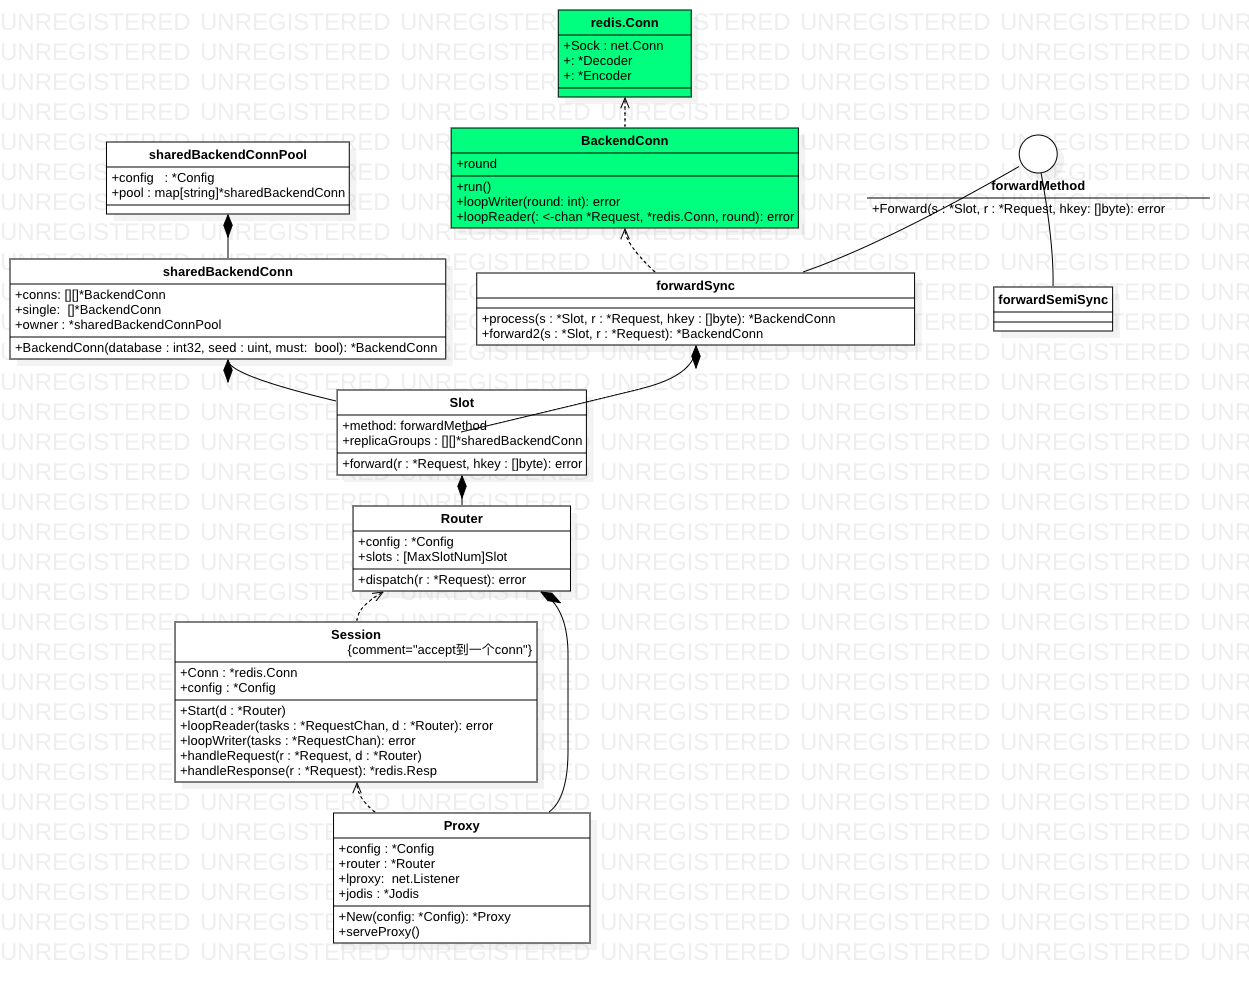 redis.Conn
+Sock : net.Conn
+: *Decoder
+: *Encoder
BackendConn
+round
+run()
+loopWriter(round: int): error
+loopReader(: <-chan *Request, *redis.Conn, round): error
sharedBackendConnPool
+config   : *Config
+pool : map[string]*sharedBackendConn
forwardMethod
+Forward(s : *Slot, r : *Request, hkey: []byte): error
sharedBackendConn
+conns: [][]*BackendConn
+single:  []*BackendConn
+owner : *sharedBackendConnPool
+BackendConn(database : int32, seed : uint, must:  bool): *BackendConn
forwardSync
+process(s : *Slot, r : *Request, hkey : []byte): *BackendConn
+forward2(s : *Slot, r : *Request): *BackendConn
forwardSemiSync
Slot
+method: forwardMethod
+replicaGroups : [][]*sharedBackendConn
+forward(r : *Request, hkey : []byte): error
Router
+config : *Config
+slots : [MaxSlotNum]Slot
+dispatch(r : *Request): error
Session
{comment="accept到一个conn"}
+Conn : *redis.Conn
+config : *Config
+Start(d : *Router)
+loopReader(tasks : *RequestChan, d : *Router): error
+loopWriter(tasks : *RequestChan): error
+handleRequest(r : *Request, d : *Router)
+handleResponse(r : *Request): *redis.Resp
Proxy
+config : *Config
+router : *Router
+lproxy:  net.Listener
+jodis : *Jodis
+New(config: *Config): *Proxy
+serveProxy()
UNREGISTERED